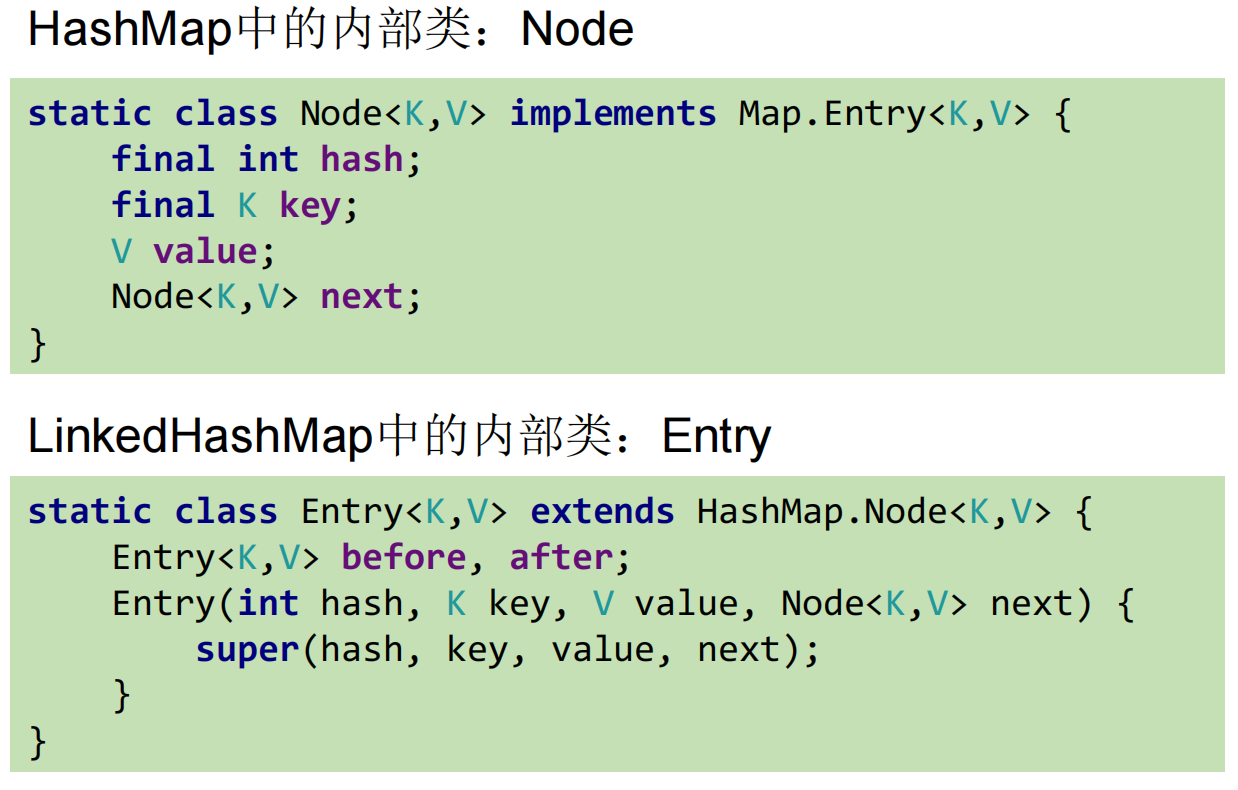 HashMap中的内部类：Node
static class Node<K,V> implements Map.Entry<K,V> {
    final int hash;
    final K key;
    V value;
    Node<K,V> next;
}
LinkedHashMap中的内部类：Entry
static class Entry<K,V> extends HashMap.Node<K,V> {
    Entry<K,V> before, after;
    Entry(int hash, K key, V value, Node<K,V> next) {
        super(hash, key, value, next);
    }
}